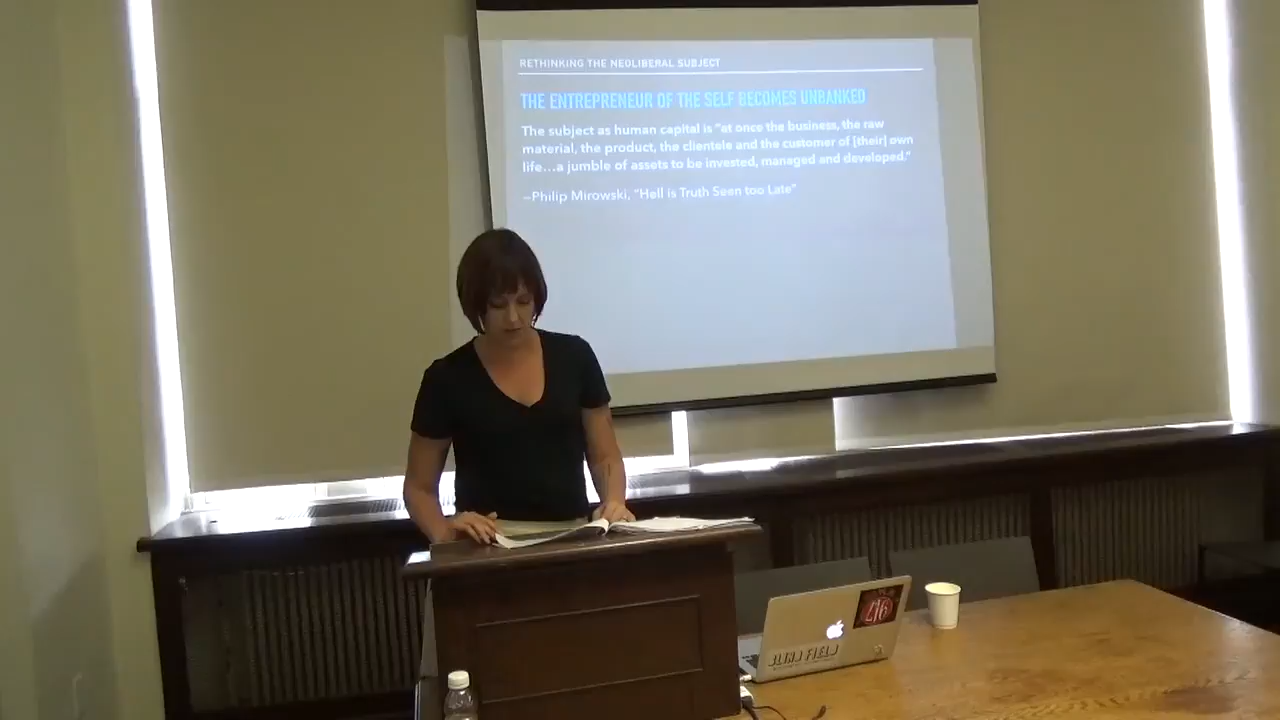 RETHINKING THE NEOLIBERAL SUBJECT
THE ENTREPRENEUR OF THE SELF BECOMES UNBANKED
The subject as human capital is “at once the business, the raw
material, the product, the clientele and the customer of [their] own
life…a jumble of assets to be invested, managed and developed.”
—Philip Mirowski, “Hell is Truth Seen too Late”
BLIND FIELD